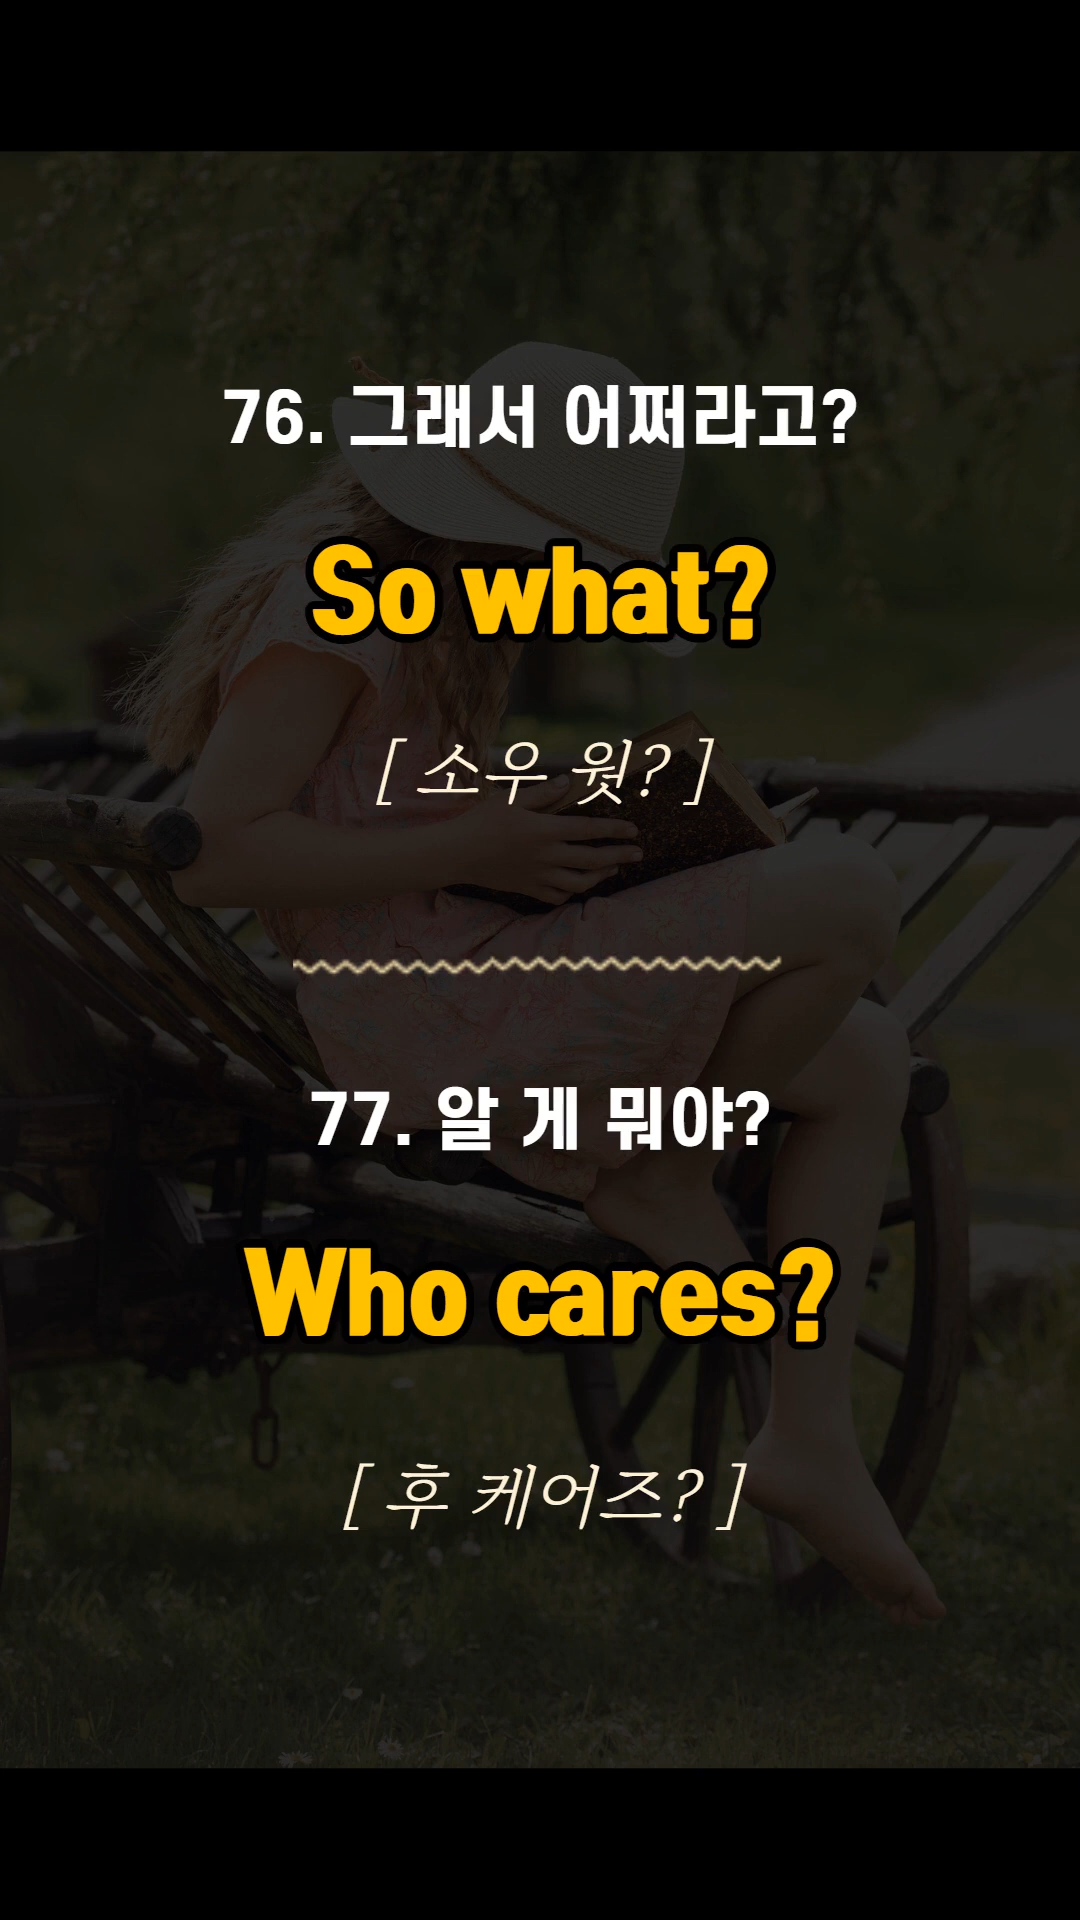 76. 그래서 어쩌라고?
So what?
[ 소우 웟? ]
77. 알 게 뭐야?
Who cares?
[ 후 케어즈? ]